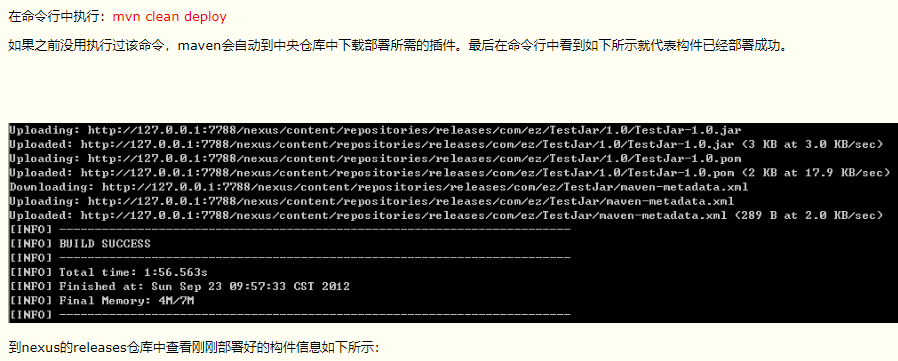 在命令行中执行：mvn clean deploy
如果之前没用执行过该命令，maven会自动到中央仓库中下载部署所需的插件。最后在命令行中看到如下所示就代表构件已经部署成功。
Uploading: http://127.0.0.1:7788/nexus/content/repositories/releases/com/ez/TestJar/1.0/TestJar-1.0.jar
Uploaded: http://127.0.0.1:7788/nexus/content/repositories/releases/com/ez/TestJar/1.0/TestJar-1.0.jar (3 KB at 3.0 KB/sec)
Uploading: http://127.0.0.1:7788/nexus/content/repositories/releases/com/ez/TestJar/1.0/TestJar-1.0.pom
Uploaded: http://127.0.0.1:7788/nexus/content/repositories/releases/com/ez/TestJar/1.0/TestJar-1.0.pom (2 KB at 17.9 KB/sec)
Downloading: http://127.0.0.1:7788/nexus/content/repositories/releases/com/ez/TestJar/maven-metadata.xml
Uploading: http://127.0.0.1:7788/nexus/content/repositories/releases/com/ez/TestJar/maven-metadata.xml
Uploaded: http://127.0.0.1:7788/nexus/content/repositories/releases/com/ez/TestJar/maven-metadata.xml (289 B at 2.0 KB/sec)
[INFO] ------------------------------------------------------------------------
[INFO] BUILD SUCCESS
[INFO] ------------------------------------------------------------------------
[INFO] Total time: 1:56.563s
[INFO] Finished at: Sun Sep 23 09:57:33 CST 2012
[INFO] Final Memory: 4M/7M
[INFO] ------------------------------------------------------------------------
到nexus的releases仓库中查看刚刚部署好的构件信息如下所示：